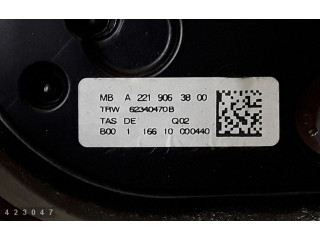 MB A 221 906 38 00
TRW 62340470B
TAS DE Q02
B00 1 166 10 000440
423047